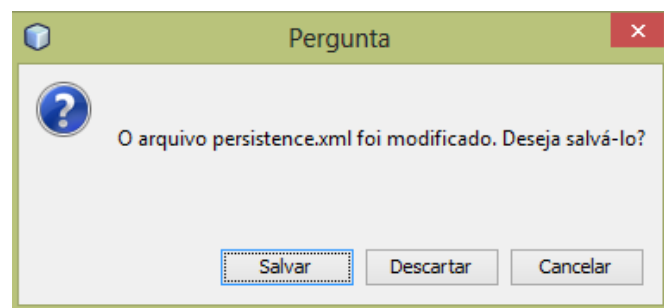 Pergunta
O arquivo persistence.xml foi modificado. Deseja salvá-lo?
Salvar
Descartar
Cancelar